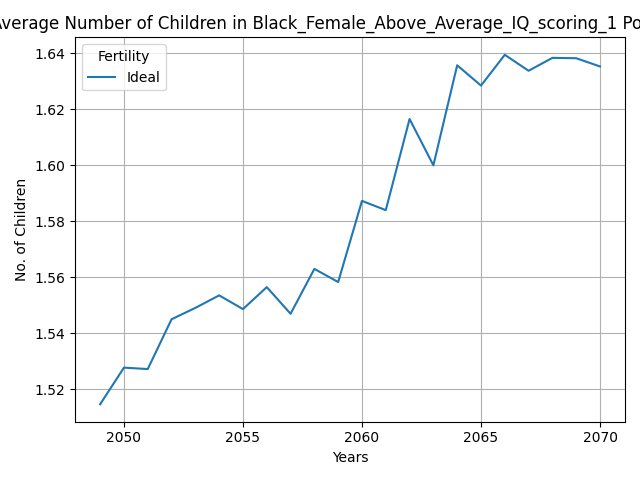 Average Number of Children in Black_Female_Above_Average_IQ_scoring_1 Po
Fertility
Ideal
1.64
1.62
1.60
1.58
1.56
1.54
1.52
No. of Children
2050 2055 2060 2065 2070
Years